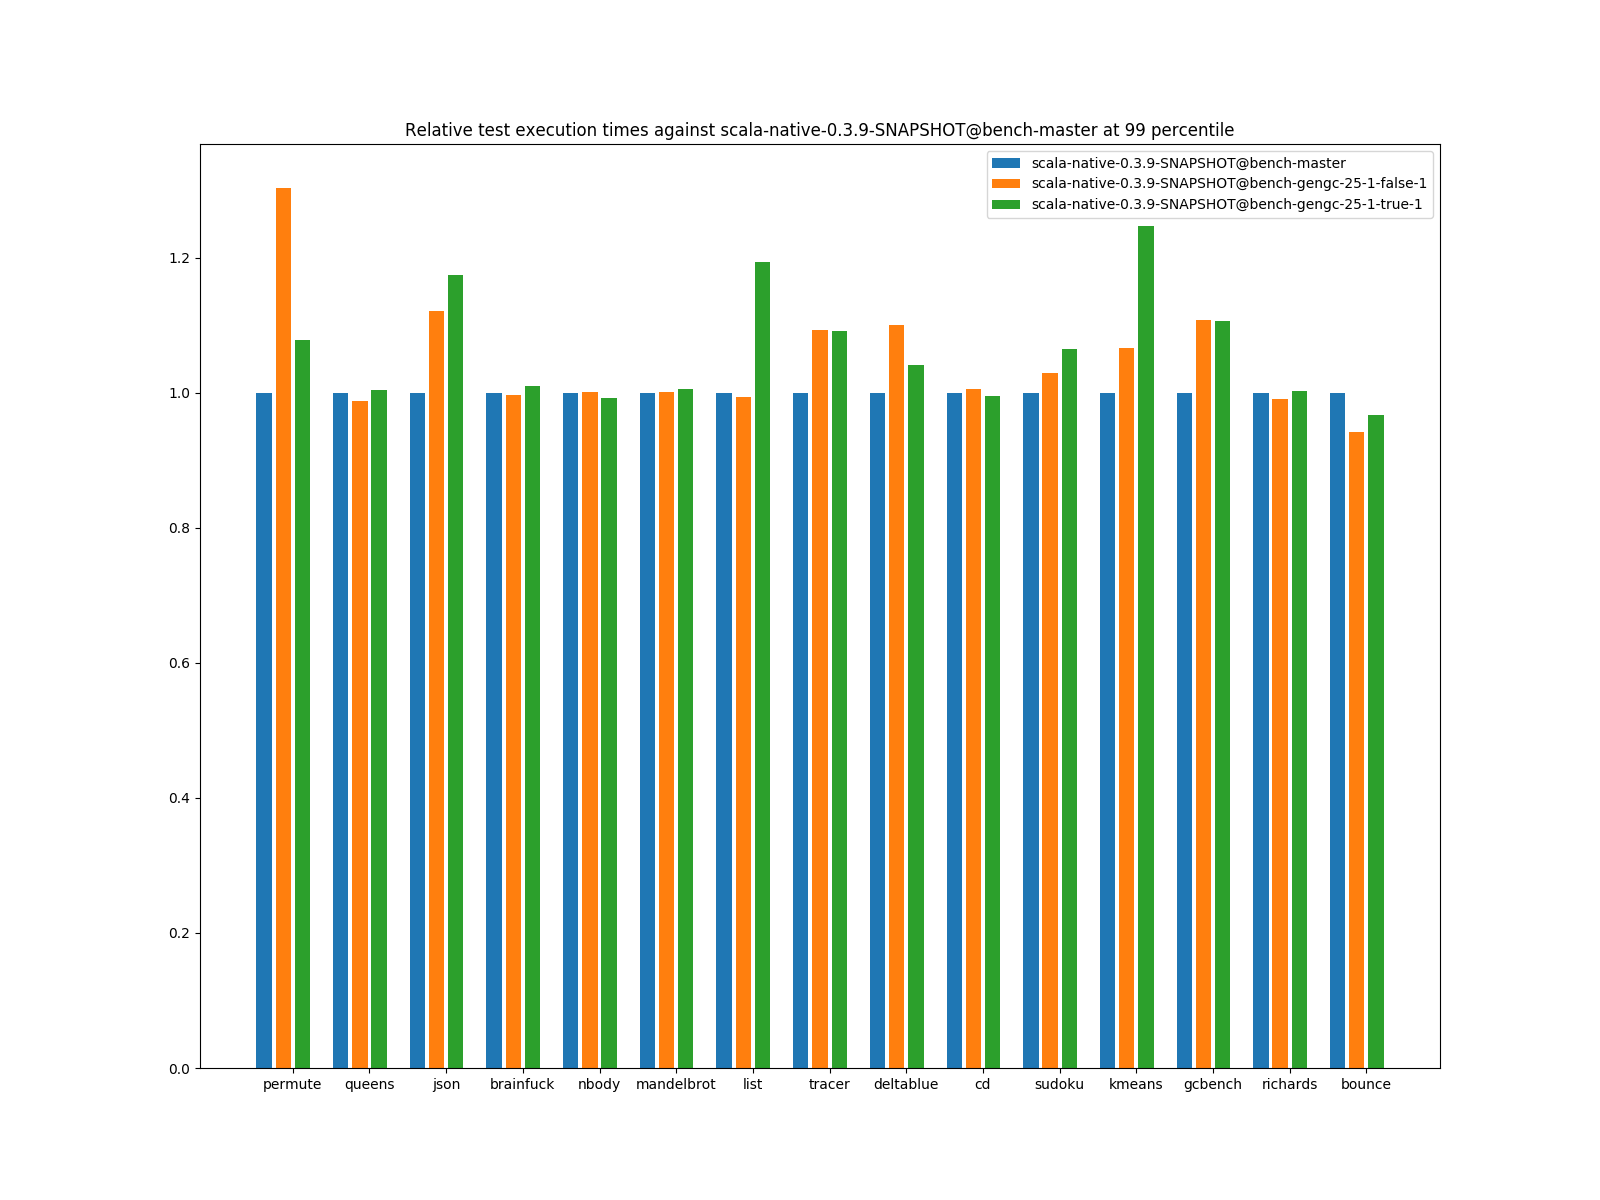 Relative test execution times against scala-native-0.3.9-SNAPSHOT@bench-master at 99 percentile
scala-native-0.3.9-SNAPSHOT@bench-master
scala-native-0.3.9-SNAPSHOT@bench-gengc-25-1-false-1
scala-native-0.3.9-SNAPSHOT@bench-gengc-25-1-true-1
1.2
1.0
0.8
0.6
0.4
0.2
0.0
permute queens json brainfuck nbody mandelbrot list tracer deltablue cd sudoku kmeans gcbench richards bounce